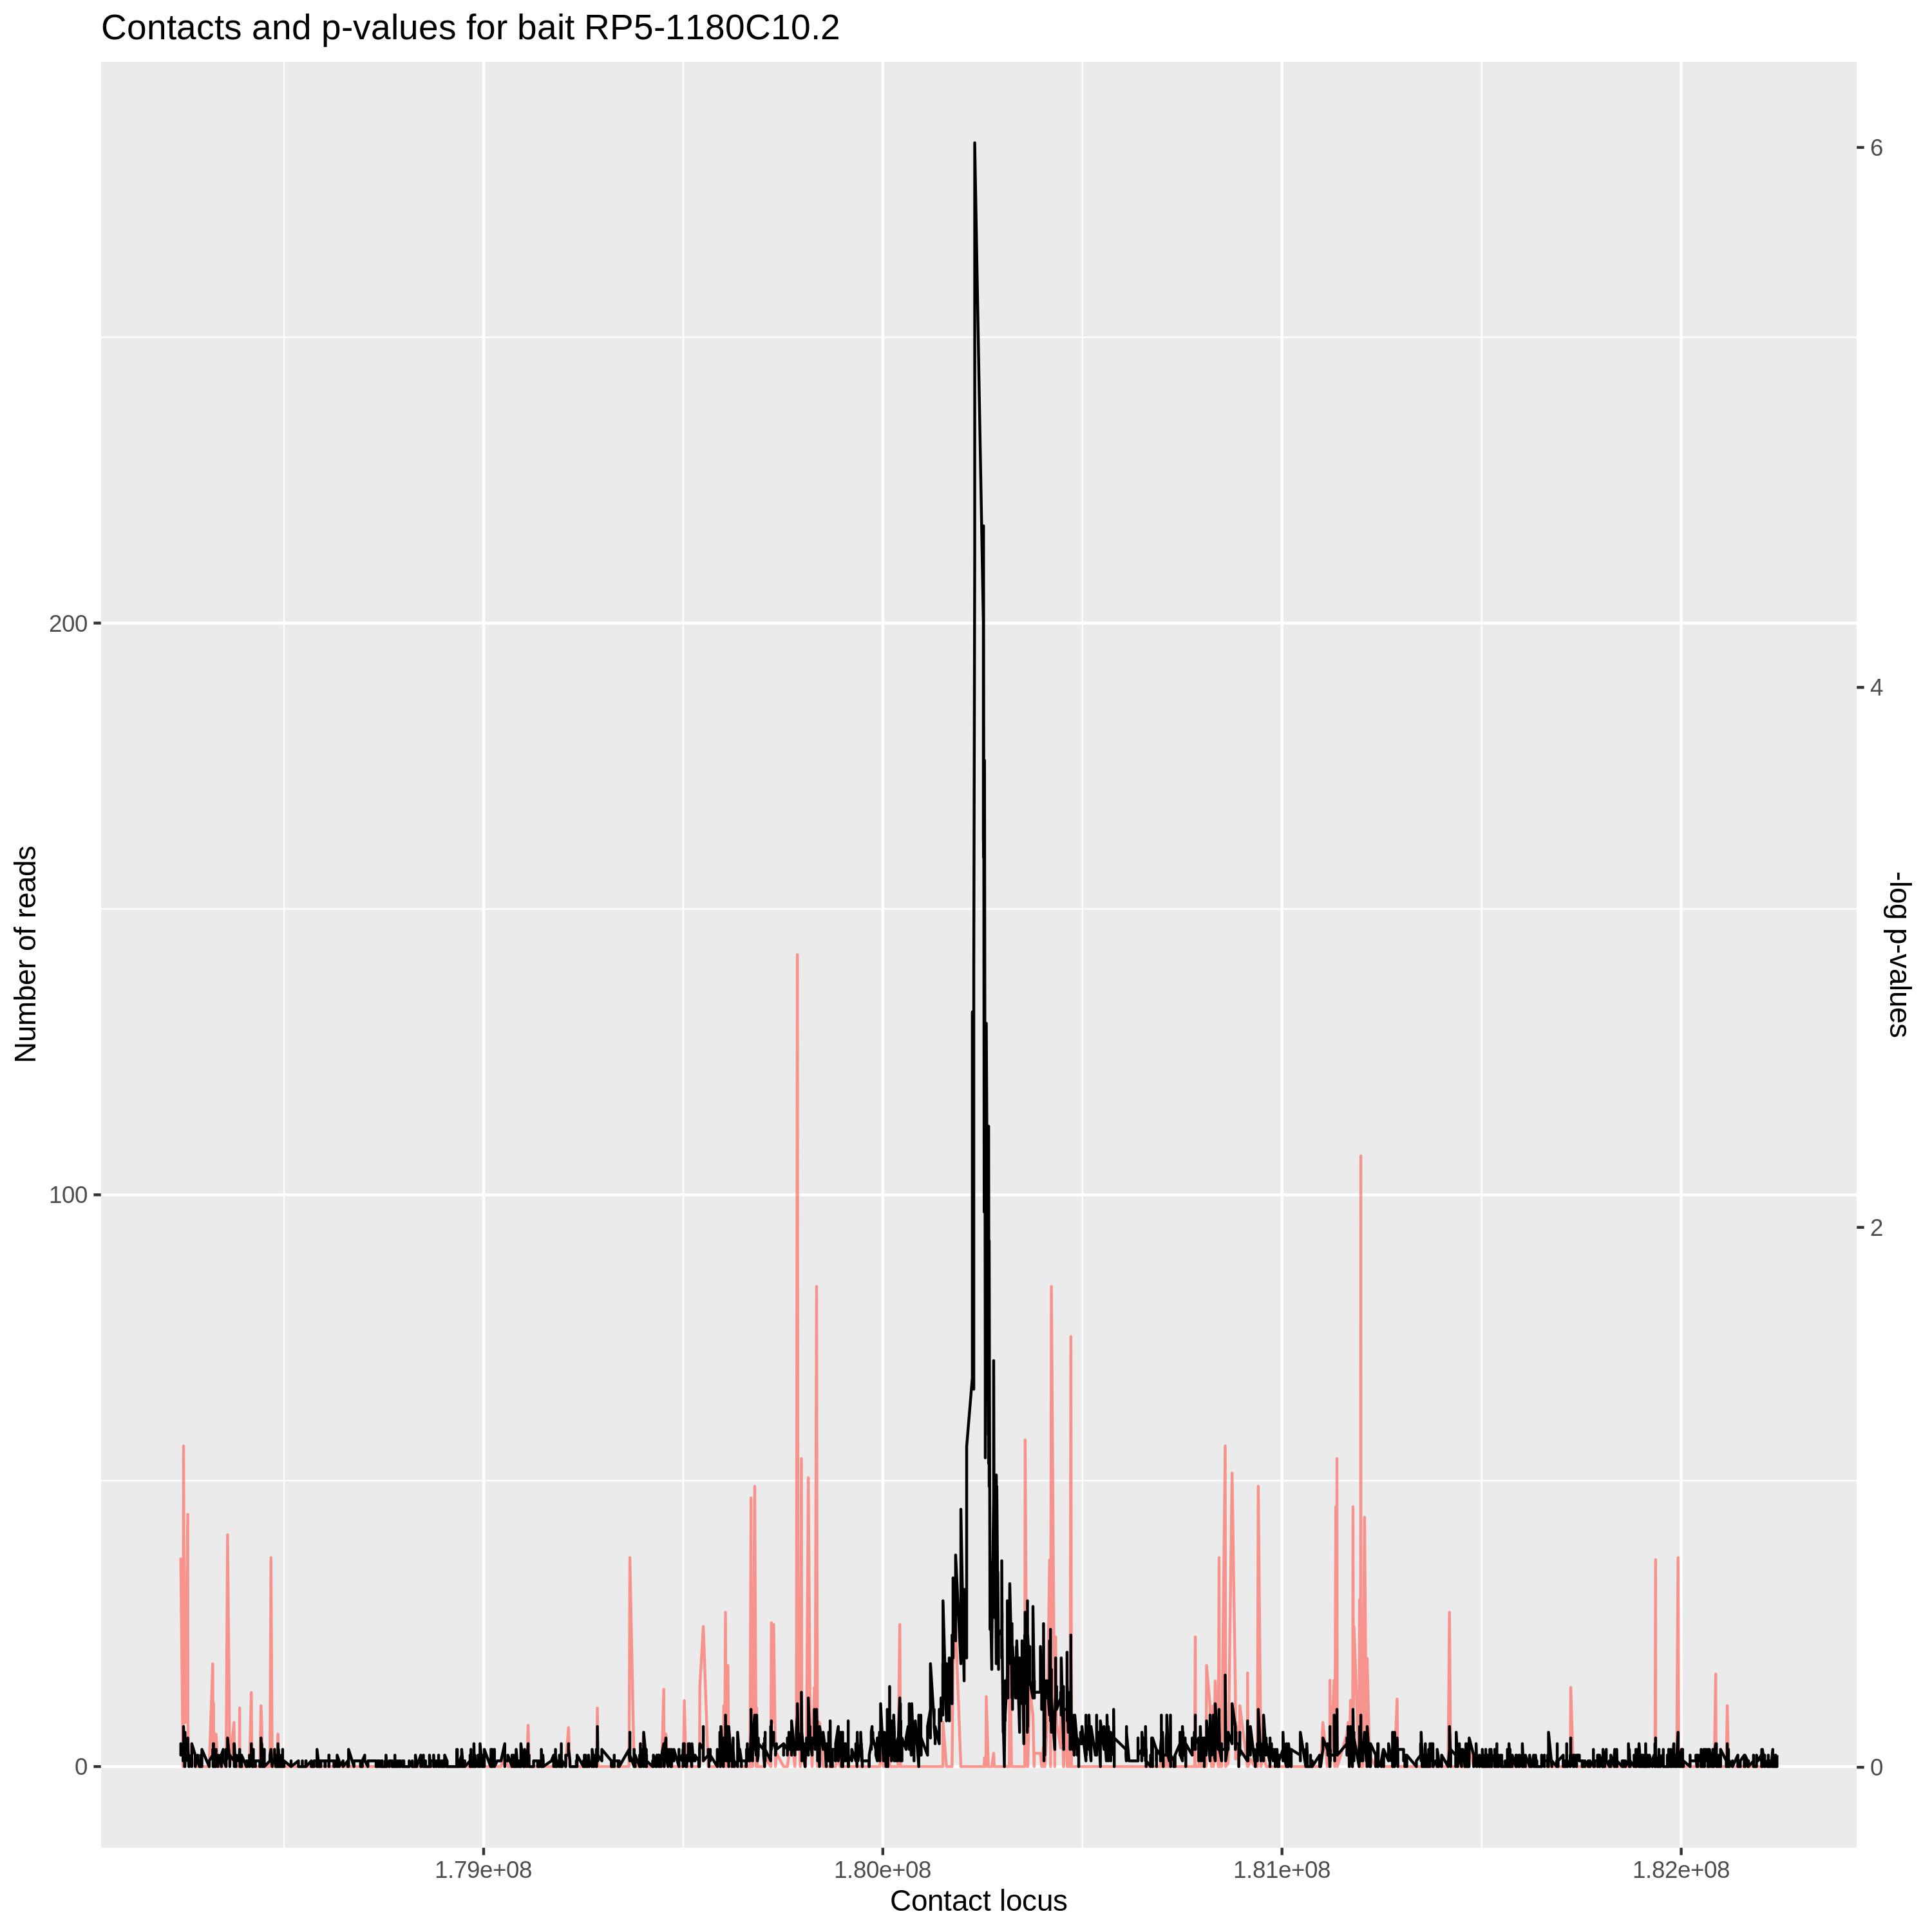 Contacts and p-values for bait RP5-1180C10.2
Number of reads
200
100
0
6
4
2
0
-log p-values
1.79e+08
1.80e+08
1.81e+08
1.82e+08
Contact locus